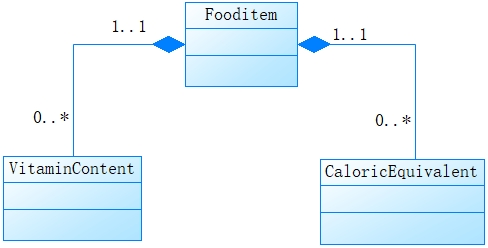 Fooditem
1..1
1..1
0..*
0..*
VitaminContent
CaloricEquivalent